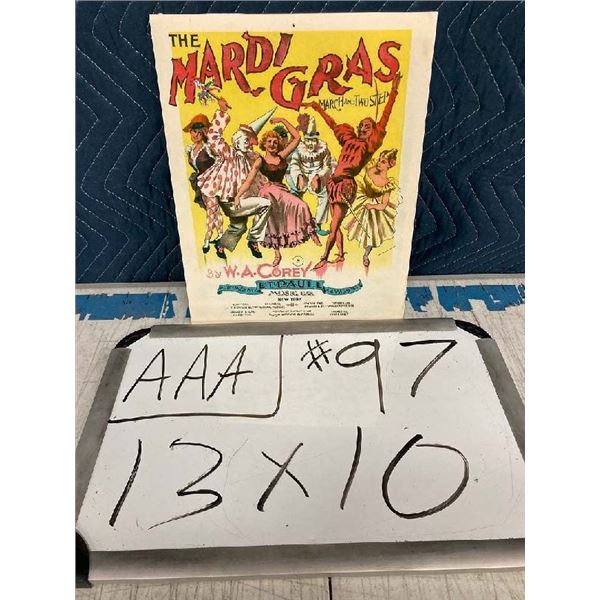 THE
MARDI GRAS
MARCH AND TWO STEP
By W.A. COREY
E.T. PAULL
MUSIC CO.
NEW YORK
AAA #97
13 X 10